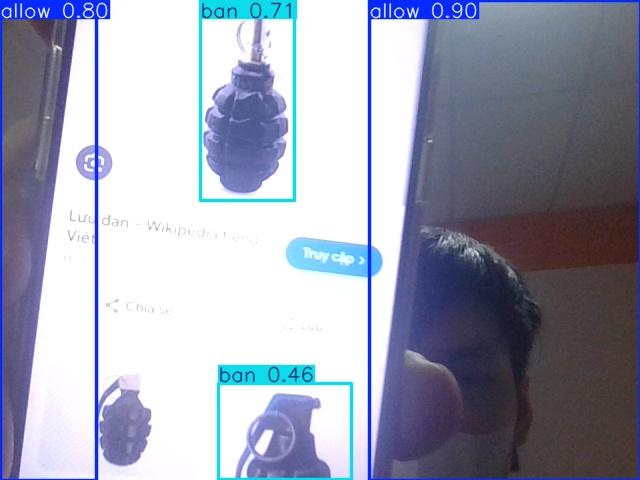 allow 0.80
ban 0.71
allow 0.90
Lựu đạn – Wikipedia tiếng
Việt
Truy cập >
Chia sẻ
Lưu
ban 0.46